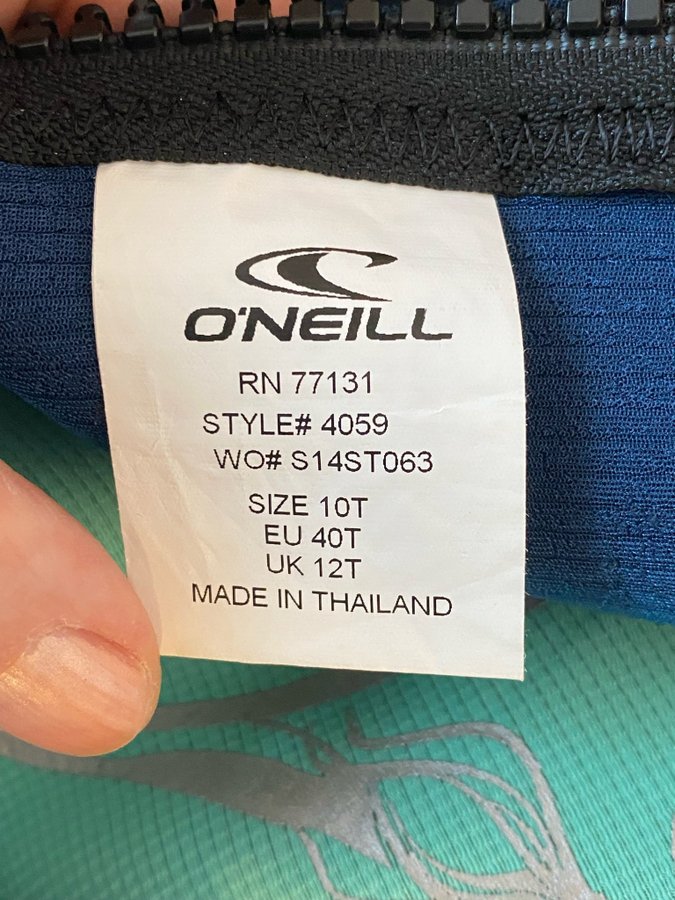 O'NEILL
RN 77131
STYLE# 4059
WO# S14ST063
SIZE 10T
EU 40T
UK 12T
MADE IN THAILAND